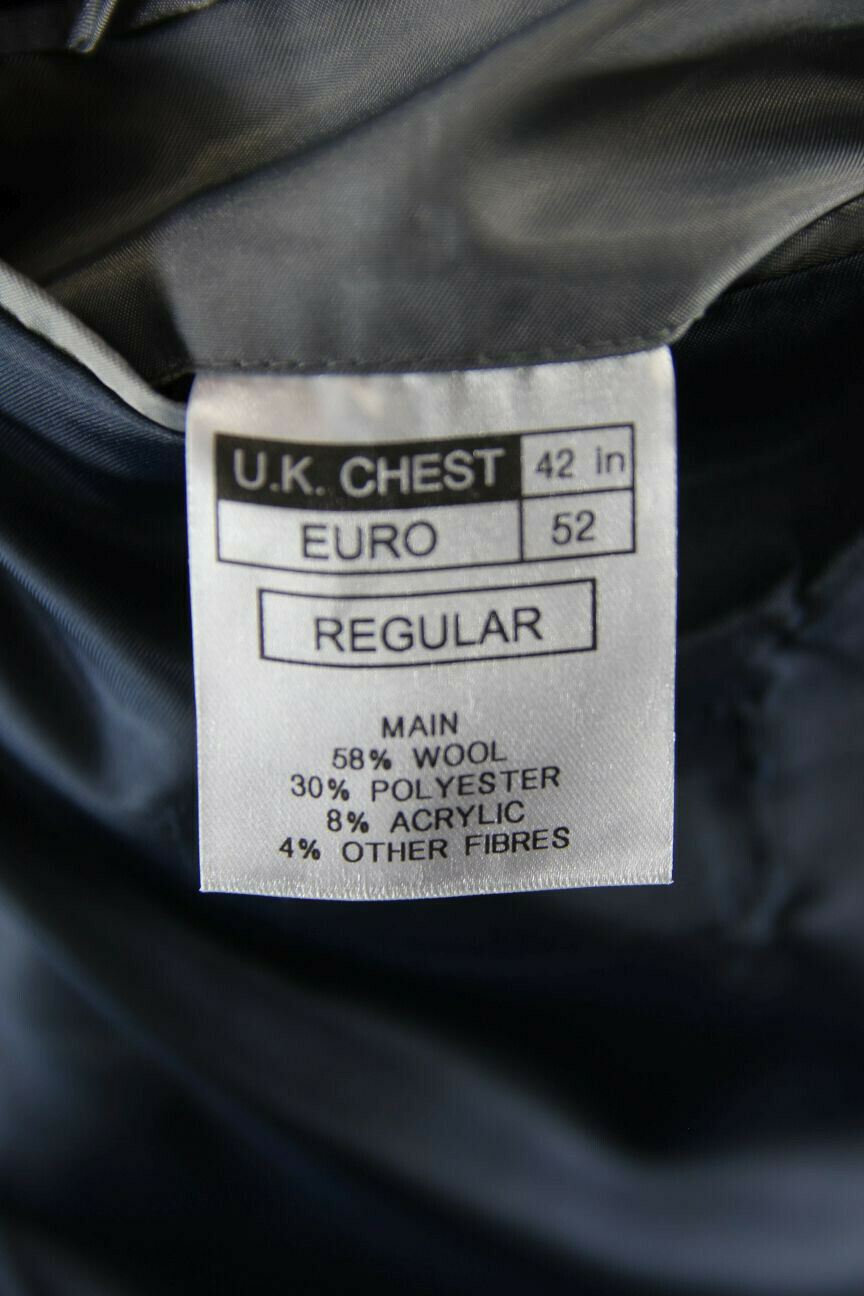 U.K. CHEST 42 in
EURO 52
REGULAR
MAIN
58% WOOL
30% POLYESTER
8% ACRYLIC
4% OTHER FIBRES